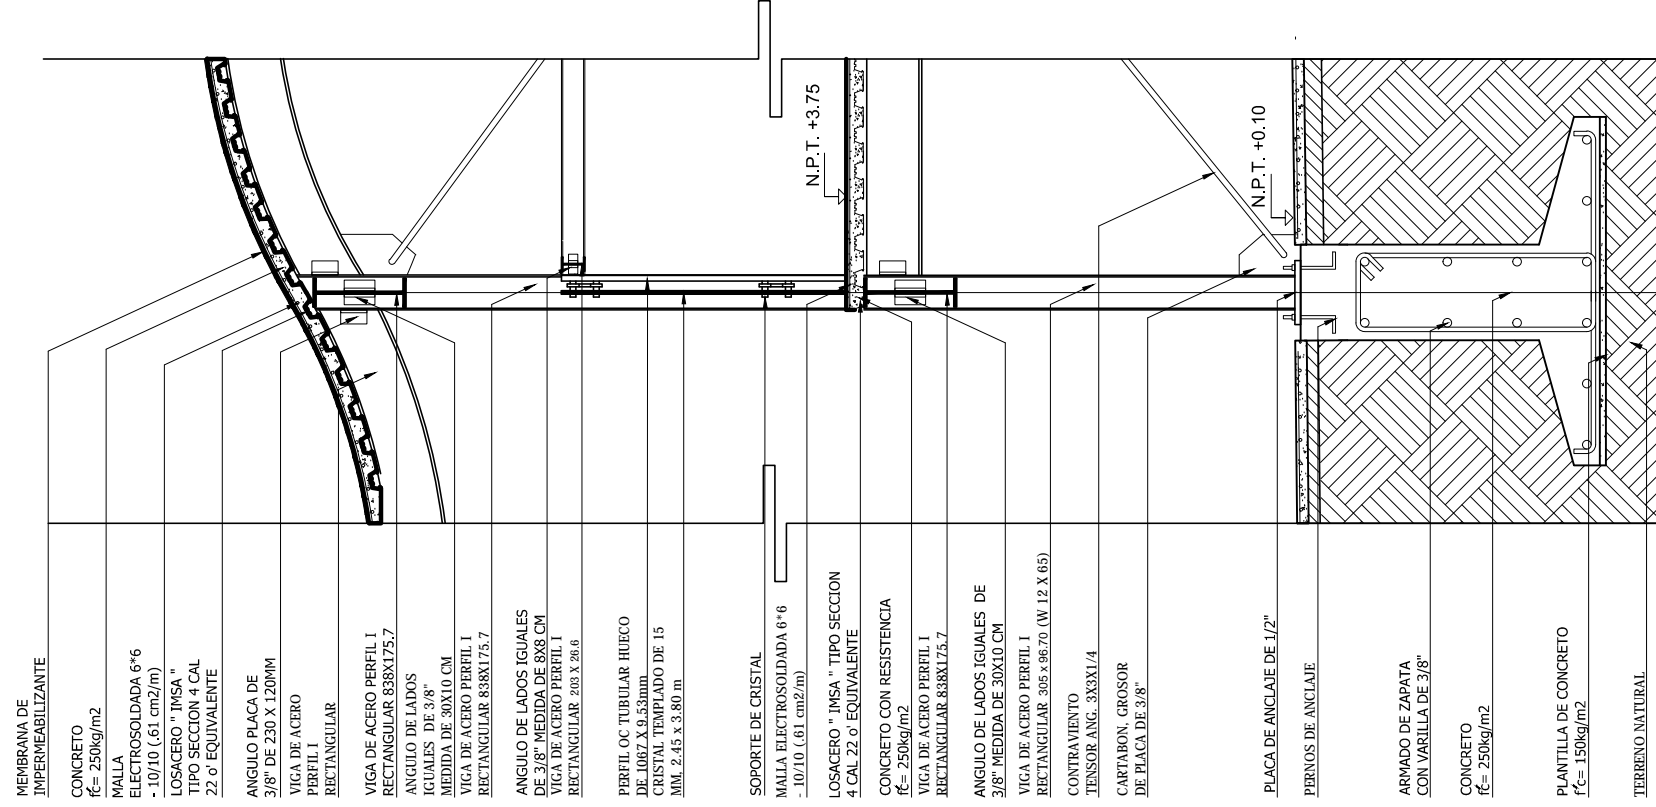 N.P.T. +3.75
N.P.T. +0.10
MEMBRANA DE
IMPERMEABILIZANTE
CONCRETO
f'c= 250kg/m2
MALLA
ELECTROSOLDADA 6*6
- 10/10 (.61 cm2/m)
LOSACERO " IMSA "
TIPO SECCION 4 CAL
22 o' EQUIVALENTE
ANGULO PLACA DE
3/8" DE 230 X 120MM
VIGA DE ACERO
PERFIL I
RECTANGULAR
VIGA DE ACERO PERFIL I
RECTANGULAR 838X175.7
ANGULO DE LADOS
IGUALES DE 3/8"
MEDIDA DE 30X10 CM
VIGA DE ACERO PERFIL I
RECTANGULAR 838X175.7
ANGULO DE LADOS IGUALES
DE 3/8" MEDIDA DE 8X8 CM
VIGA DE ACERO PERFIL I
RECTANGULAR 203 X 26.6
PERFIL OC TUBULAR HUECO
DE 1067 X 9.53mm
CRISTAL TEMPLADO DE 15
MM, 2.45 x 3.80 m
SOPORTE DE CRISTAL
MALLA ELECTROSOLDADA 6*6
- 10/10 (.61 cm2/m)
LOSACERO " IMSA " TIPO SECCION
4 CAL 22 o' EQUIVALENTE
CONCRETO CON RESISTENCIA
f'c= 250kg/m2
VIGA DE ACERO PERFIL I
RECTANGULAR 838X175.7
ANGULO DE LADOS IGUALES DE
3/8" MEDIDA DE 30X10 CM
VIGA DE ACERO PERFIL I
RECTANGULAR 305 x 96.70 (W 12 X 65)
CONTRAVIENTO
TENSOR ANG. 3X3X1/4
CARTABON, GROSOR
DE PLACA DE 3/8"
PLACA DE ANCLAJE DE 1/2"
PERNOS DE ANCLAJE
ARMADO DE ZAPATA
CON VARILLA DE 3/8"
CONCRETO
f'c= 250kg/m2
PLANTILLA DE CONCRETO
f'c= 150kg/m2
TERRENO NATURAL